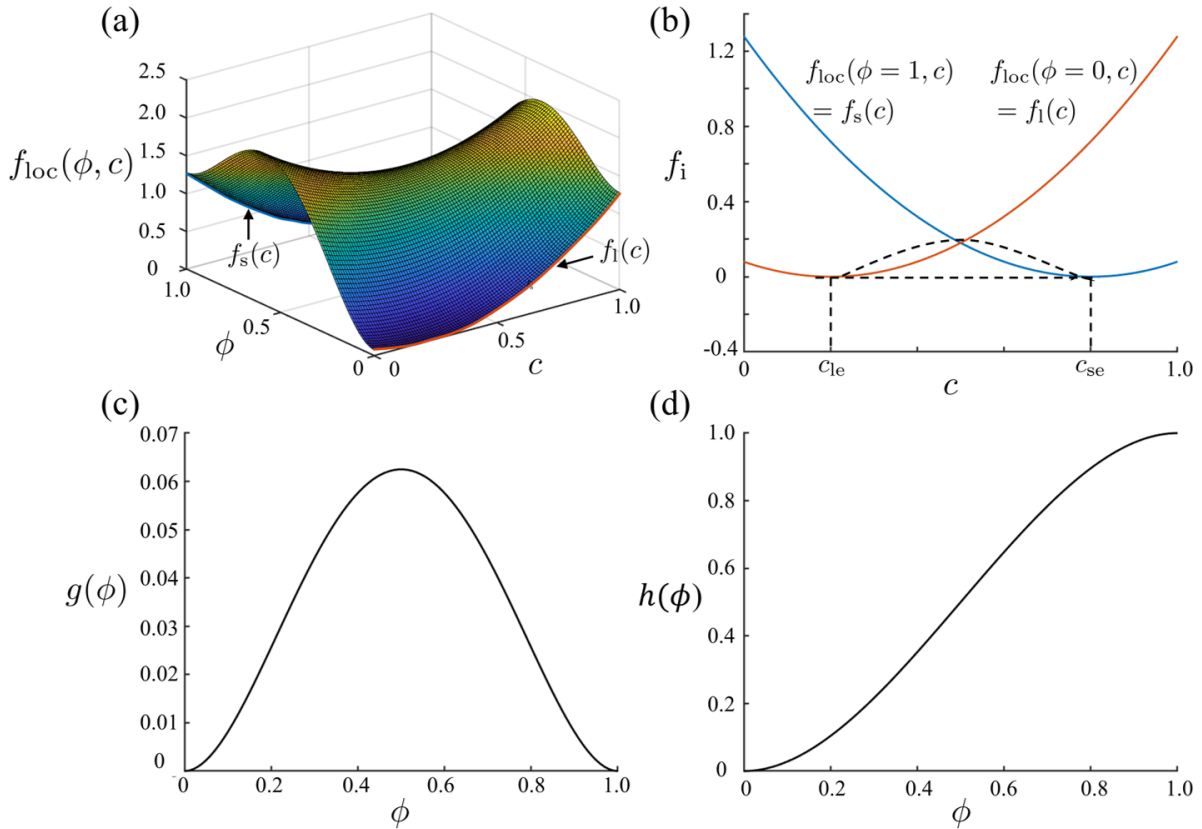 (a)
2.5
2.0
1.5
1.0
0.5
0
f_loc(ϕ, c)
f_s(c)
f_l(c)
1.0
0.5
0
ϕ
0
0.5
1.0
c
(b)
1.2
0.8
0.4
0
-0.4
f_i
f_loc(ϕ = 1, c)
= f_s(c)
f_loc(ϕ = 0, c)
= f_l(c)
0
c_le
c
c_se
1.0
(c)
0.07
0.06
0.05
0.04
0.03
0.02
0.01
0
g(ϕ)
0 0.2 0.4 0.6 0.8 1.0
ϕ
(d)
1.0
0.8
0.6
0.4
0.2
0
h(ϕ)
0 0.2 0.4 0.6 0.8 1.0
ϕ